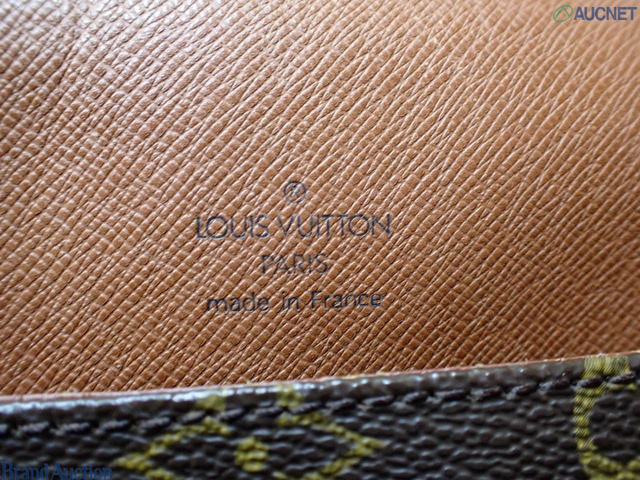 AUCNET
LOUIS VUITTON
PARIS
made in France
Brand Auction